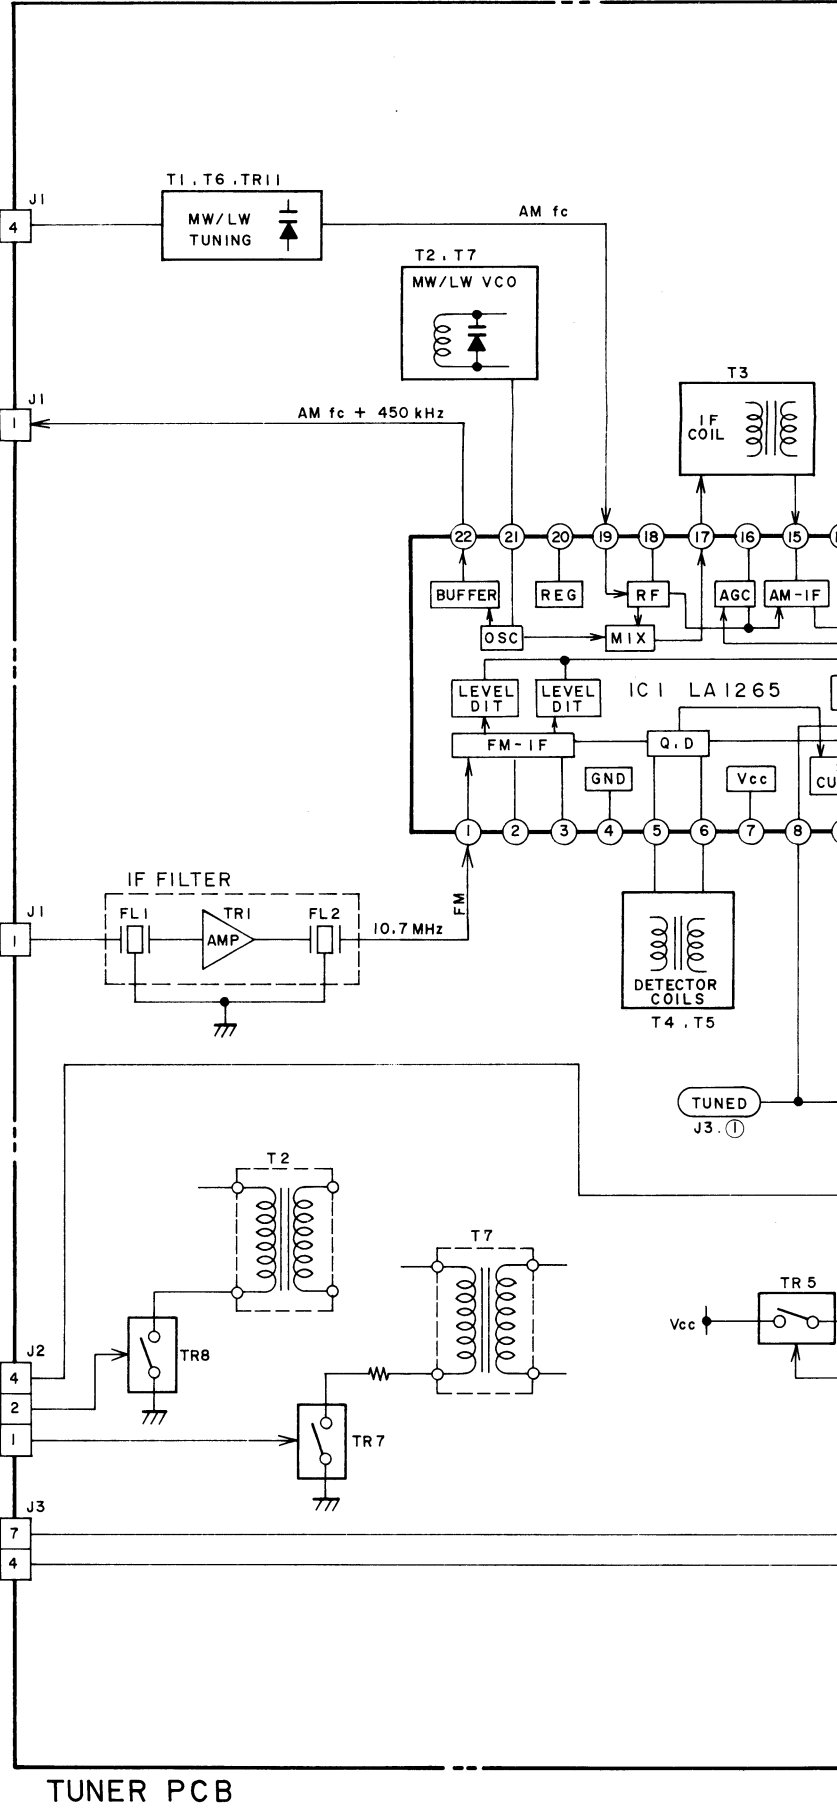 T1, T6, TR11
J1
4
MW/LW
TUNING
AM fc
T2, T7
MW/LW VCO
T3
J1
1
AM fc + 450 kHz
IF
COIL
22 21 20 19 18 17 16 15
BUFFER
REG
RF
AGC
AM-IF
OSC
MIX
LEVEL
DIT
LEVEL
DIT
IC1 LA1265
FM-IF
Q.D
GND
Vcc
CU
1 2 3 4 5 6 7 8
IF FILTER
J1
1
FL1
TR1
AMP
FL2
10.7 MHz
FM
DETECTOR
COILS
T4, T5
TUNED
J3. ①
T2
T7
TR5
Vcc
J2
4
2
1
TR8
TR7
J3
7
4
TUNER PCB